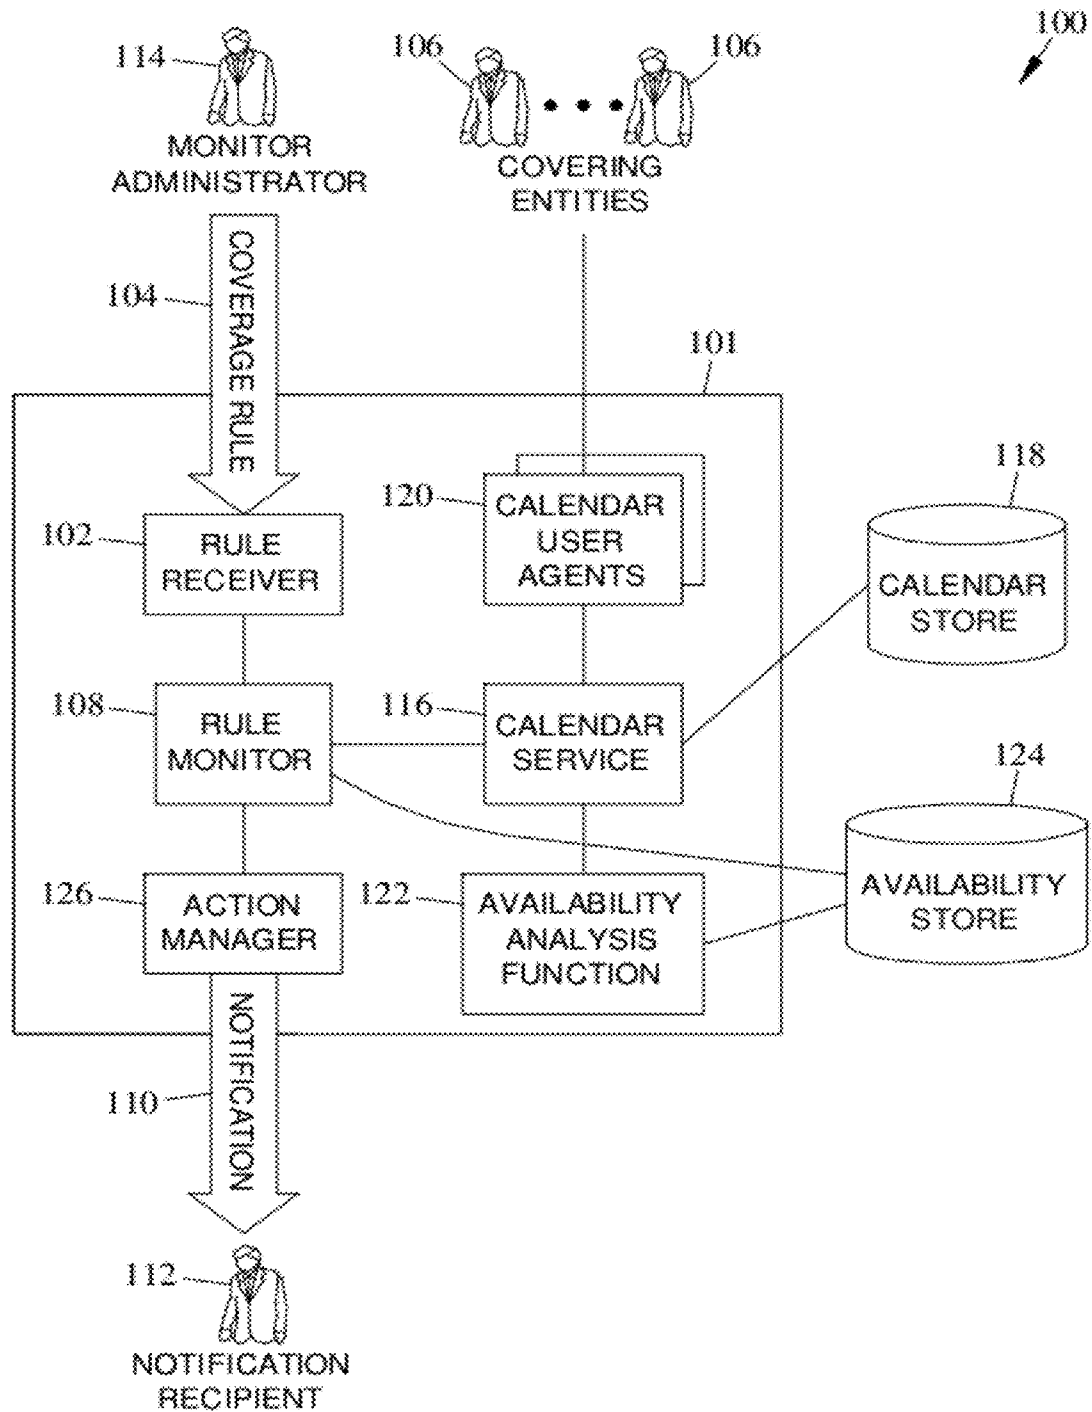 100
114
106
106
MONITOR
ADMINISTRATOR
COVERING
ENTITIES
104
COVERAGE RULE
101
118
120
CALENDAR
USER
AGENTS
102
RULE
RECEIVER
CALENDAR
STORE
108
RULE
MONITOR
116
CALENDAR
SERVICE
124
126
ACTION
MANAGER
122
AVAILABILITY
ANALYSIS
FUNCTION
AVAILABILITY
STORE
110
NOTIFICATION
112
NOTIFICATION
RECIPIENT